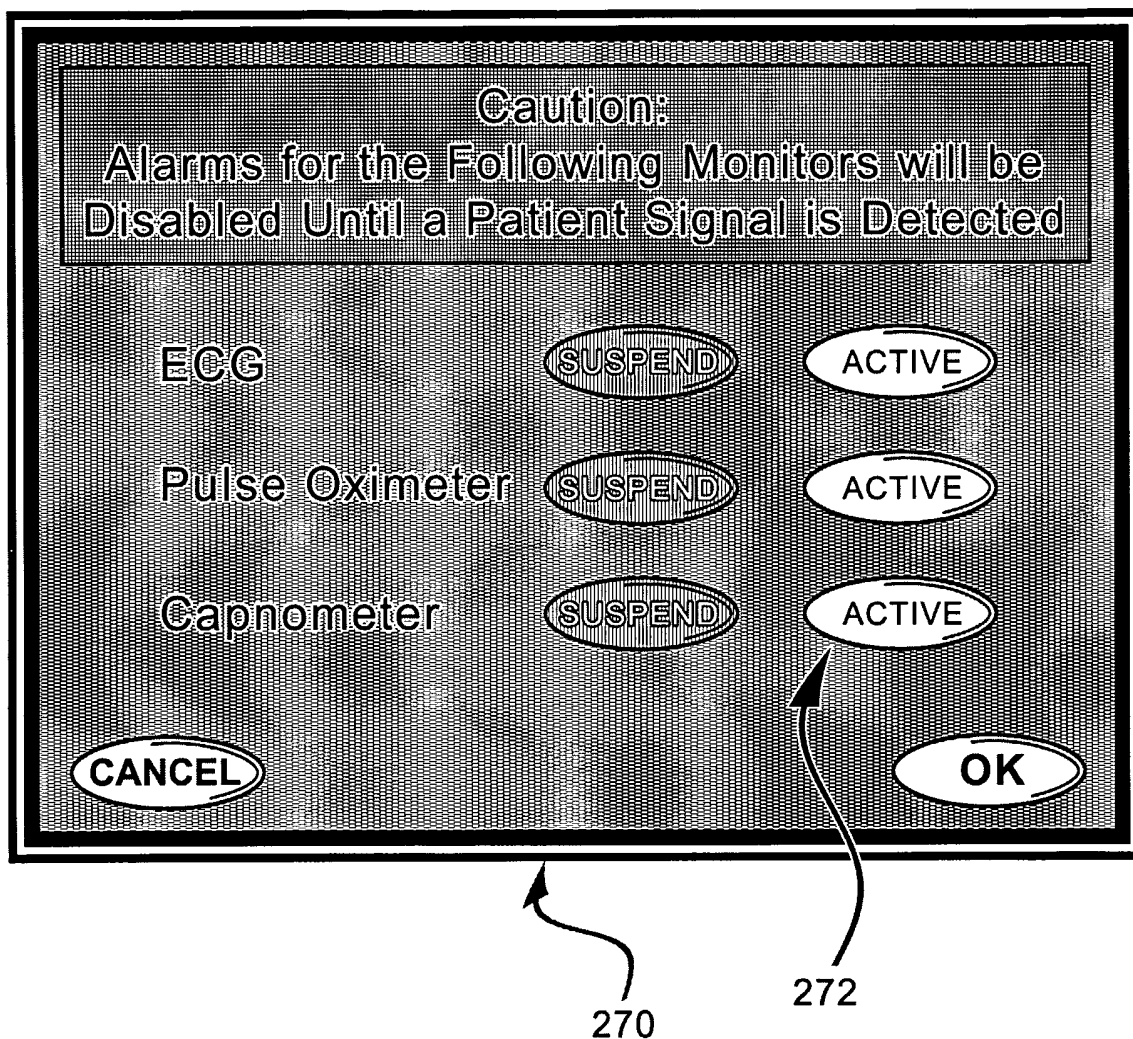 Caution:
Alarms for the Following Monitors will be
Disabled Until a Patient Signal is Detected
ECG SUSPEND ACTIVE
Pulse Oximeter SUSPEND ACTIVE
Capnometer SUSPEND ACTIVE
CANCEL OK
272
270